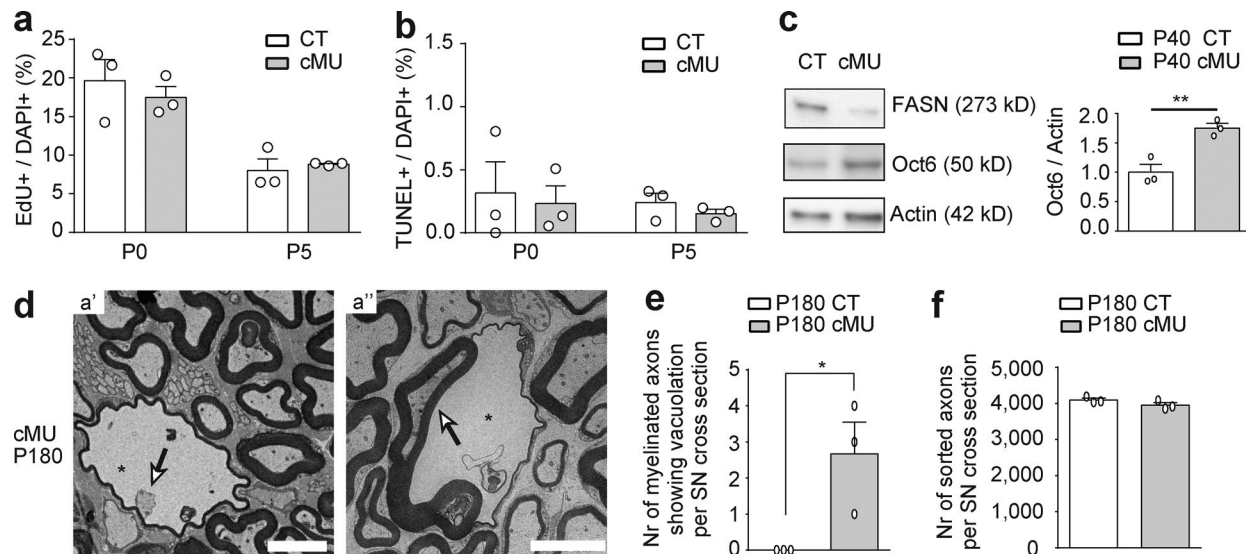 a
EdU+ / DAPI+ (%)
25
20
15
10
5
0
CT
cMU
P0
P5
b
TUNEL+ / DAPI+ (%)
1.5
1.0
0.5
0.0
CT
cMU
P0
P5
c
CT cMU
FASN (273 kD)
Oct6 (50 kD)
Actin (42 kD)
P40 CT
P40 cMU
Oct6 / Actin
2.0
1.5
1.0
0.0
**
d
cMU
P180
a'
*
a''
*
e
P180 CT
P180 cMU
Nr of myelinated axons
showing vacuolation
per SN cross section
5
4
3
2
1
0
*
f
P180 CT
P180 cMU
Nr of sorted axons
per SN cross section
5,000
4,000
3,000
2,000
1,000
0